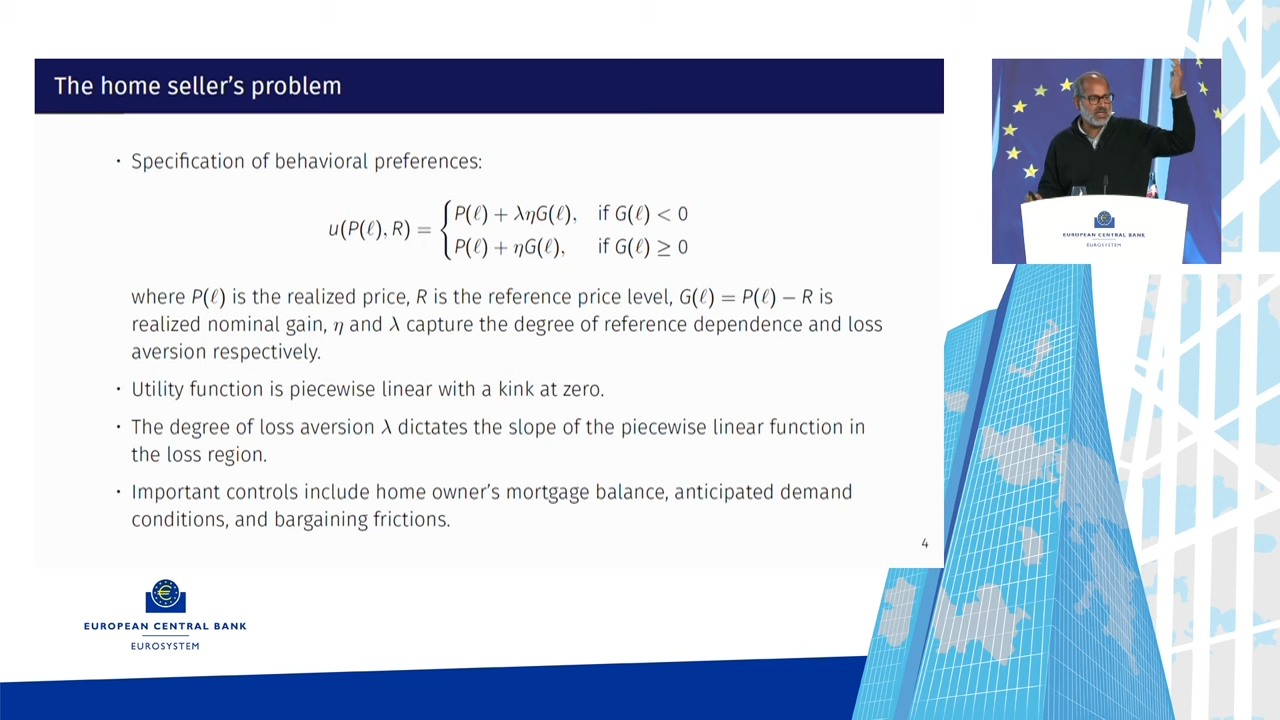 The home seller's problem
• Specification of behavioral preferences:
u(P(ℓ), R) = { P(ℓ) + ληG(ℓ), if G(ℓ) < 0
P(ℓ) + ηG(ℓ), if G(ℓ) ≥ 0
where P(ℓ) is the realized price, R is the reference price level, G(ℓ) = P(ℓ) − R is
realized nominal gain, η and λ capture the degree of reference dependence and loss
aversion respectively.
• Utility function is piecewise linear with a kink at zero.
• The degree of loss aversion λ dictates the slope of the piecewise linear function in
the loss region.
• Important controls include home owner's mortgage balance, anticipated demand
conditions, and bargaining frictions.
4
EUROPEAN CENTRAL BANK
EUROSYSTEM
EUROPEAN CENTRAL BANK
EUROSYSTEM